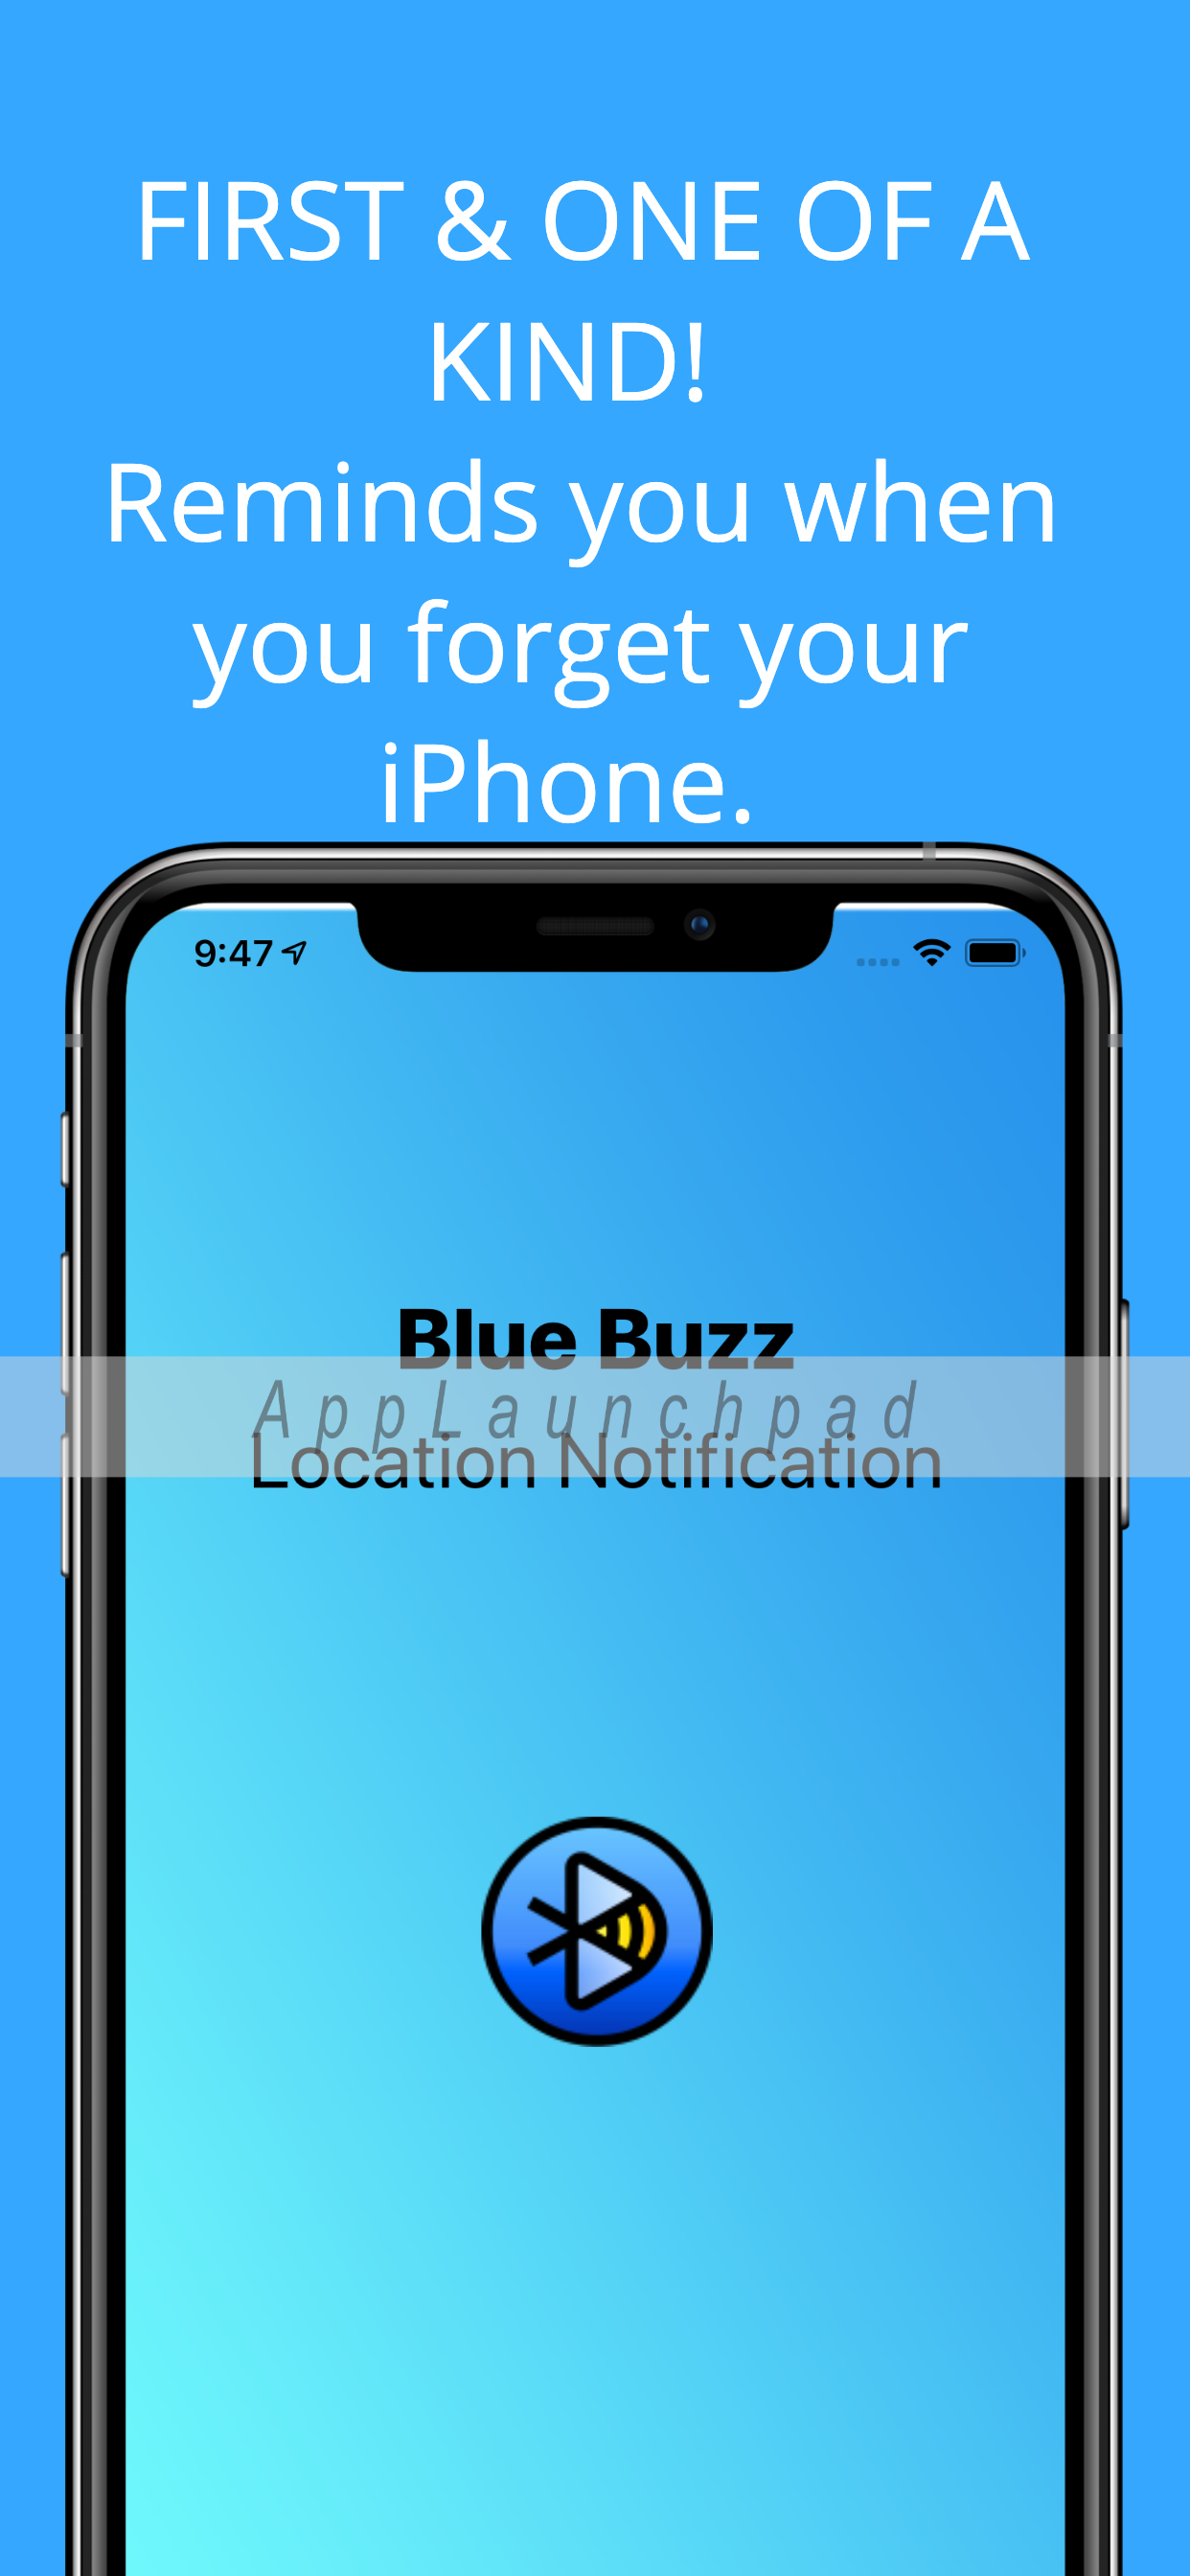 FIRST & ONE OF A
KIND!
Reminds you when
you forget your
iPhone.
9:47
Blue Buzz
AppLaunchpad
Location Notification